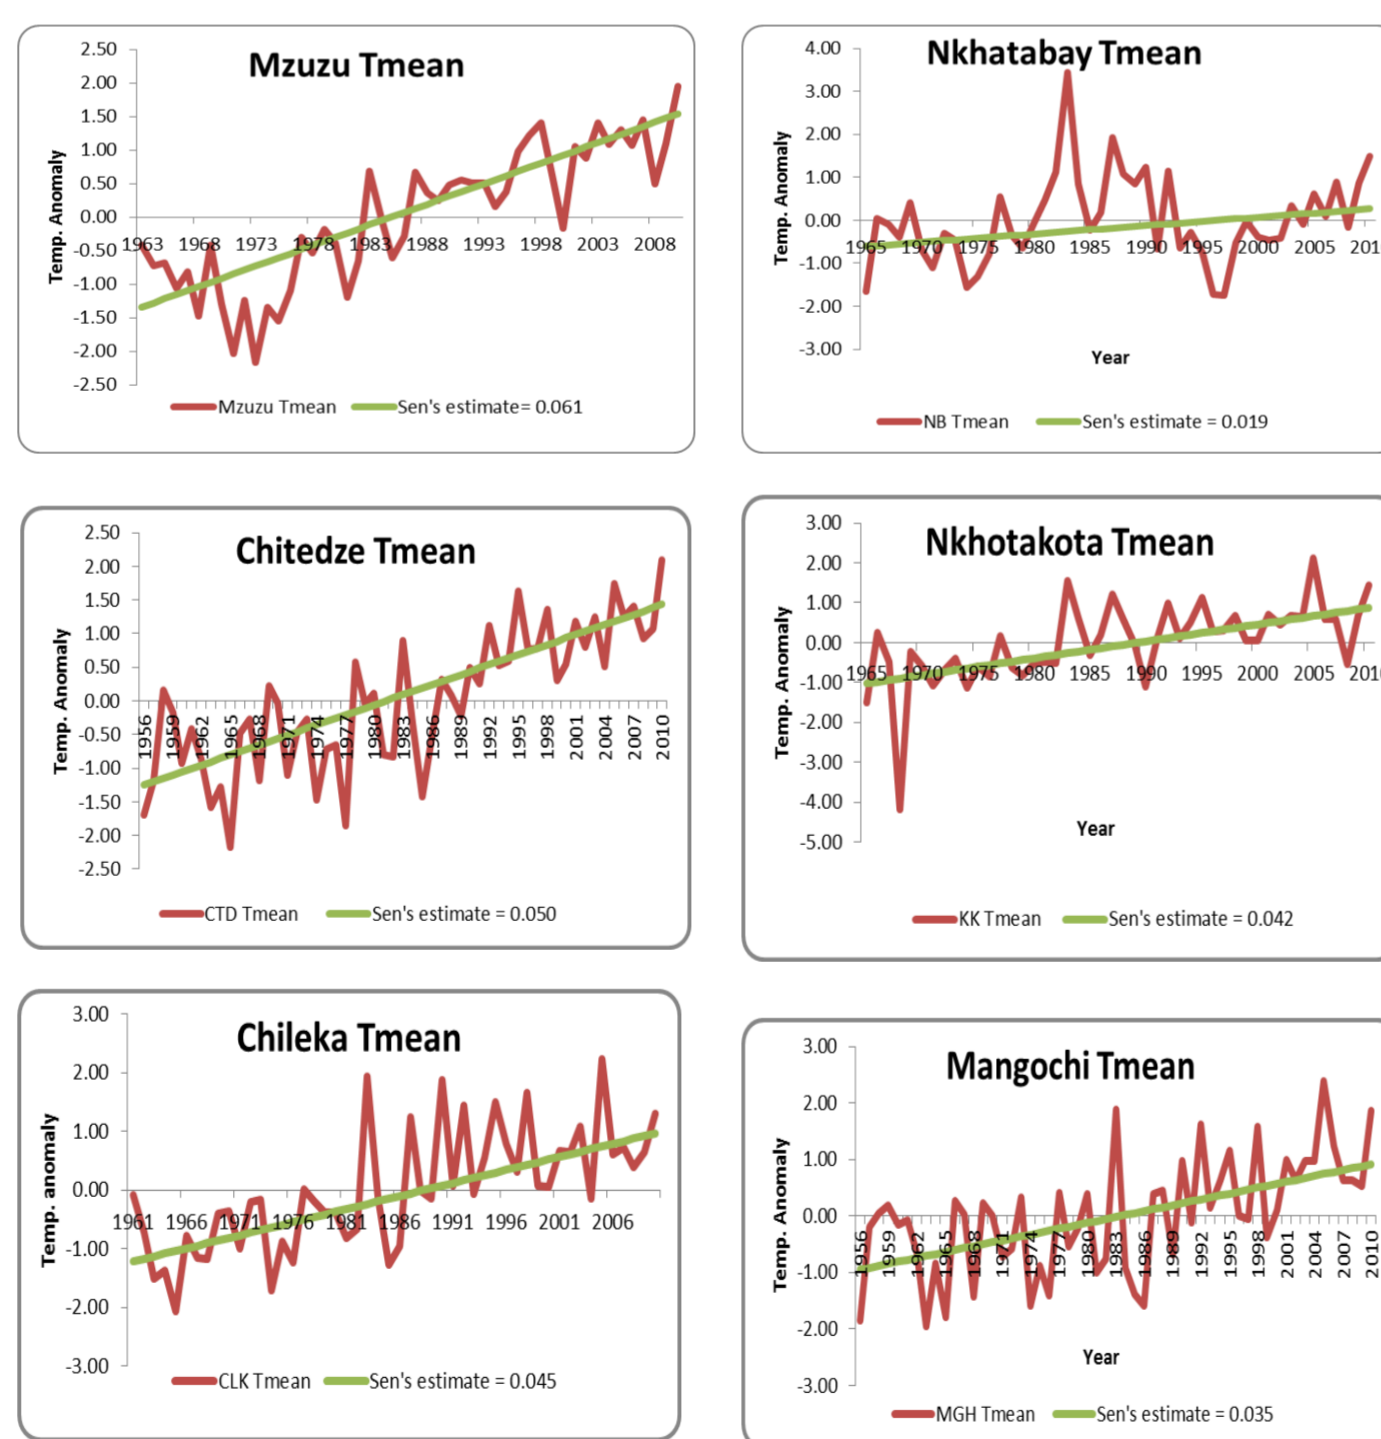 Mzuzu Tmean
Temp. Anomaly
2.50
2.00
1.50
1.00
0.50
0.00
-0.50
-1.00
-1.50
-2.00
-2.50
1963 1968 1973 1978 1983 1988 1993 1998 2003 2008
Mzuzu Tmean Sen's estimate= 0.061
Nkhatabay Tmean
Temp. Anomaly
4.00
3.00
2.00
1.00
0.00
-1.00
-2.00
-3.00
1965 1970 1975 1980 1985 1990 1995 2000 2005 201
Year
NB Tmean Sen's estimate = 0.019
Chitedze Tmean
Temp. Anomaly
2.50
2.00
1.50
1.00
0.50
0.00
-0.50
-1.00
-1.50
-2.00
-2.50
1956 1959 1962 1965 1968 1971 1974 1977 1980 1983 1986 1989 1992 1995 1998 2001 2004 2007 2010
CTD Tmean Sen's estimate = 0.050
Nkhotakota Tmean
Temp. Anomaly
3.00
2.00
1.00
0.00
-1.00
-2.00
-3.00
-4.00
-5.00
1965 1970 1975 1980 1985 1990 1995 2000 2005 201
Year
KK Tmean Sen's estimate = 0.042
Chileka Tmean
Temp. anomaly
3.00
2.00
1.00
0.00
-1.00
-2.00
-3.00
1961 1966 1971 1976 1981 1986 1991 1996 2001 2006
CLK Tmean Sen's estimate = 0.045
Mangochi Tmean
Temp. Anomaly
3.00
2.00
1.00
0.00
-1.00
-2.00
-3.00
1956 1959 1962 1965 1968 1971 1974 1977 1980 1983 1986 1989 1992 1995 1998 2001 2004 2007 2010
Year
MGH Tmean Sen's estimate = 0.035